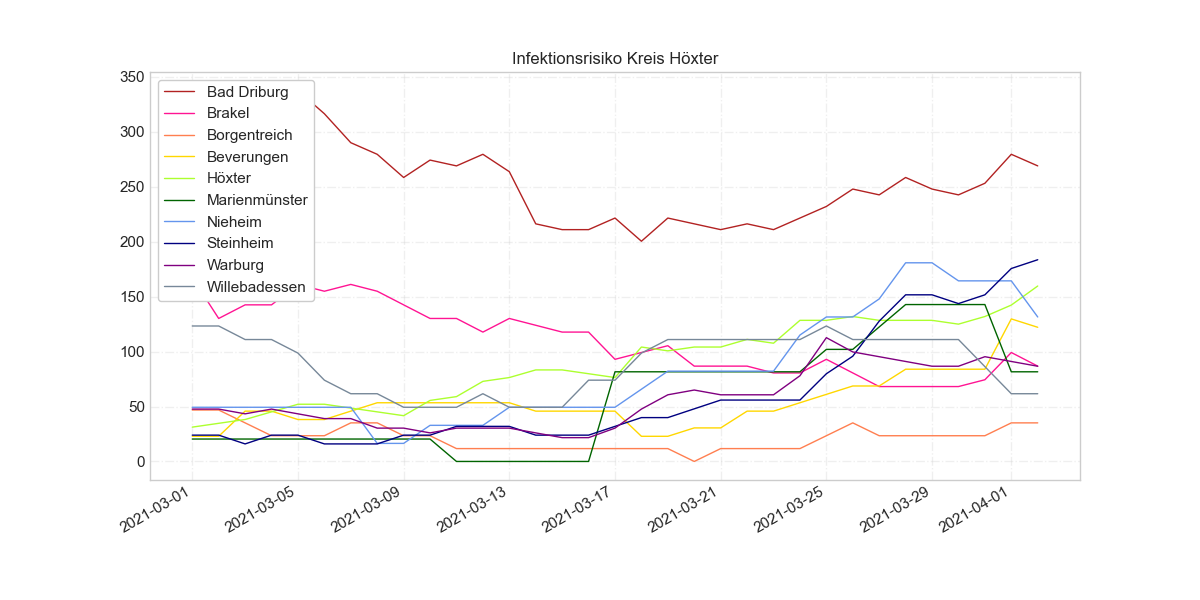 Infektionsrisiko Kreis Höxter
350
300
250
200
150
100
50
0
Bad Driburg
Brakel
Borgentreich
Beverungen
Höxter
Marienmünster
Nieheim
Steinheim
Warburg
Willebadessen
2021-03-01
2021-03-05
2021-03-09
2021-03-13
2021-03-17
2021-03-21
2021-03-25
2021-03-29
2021-04-01